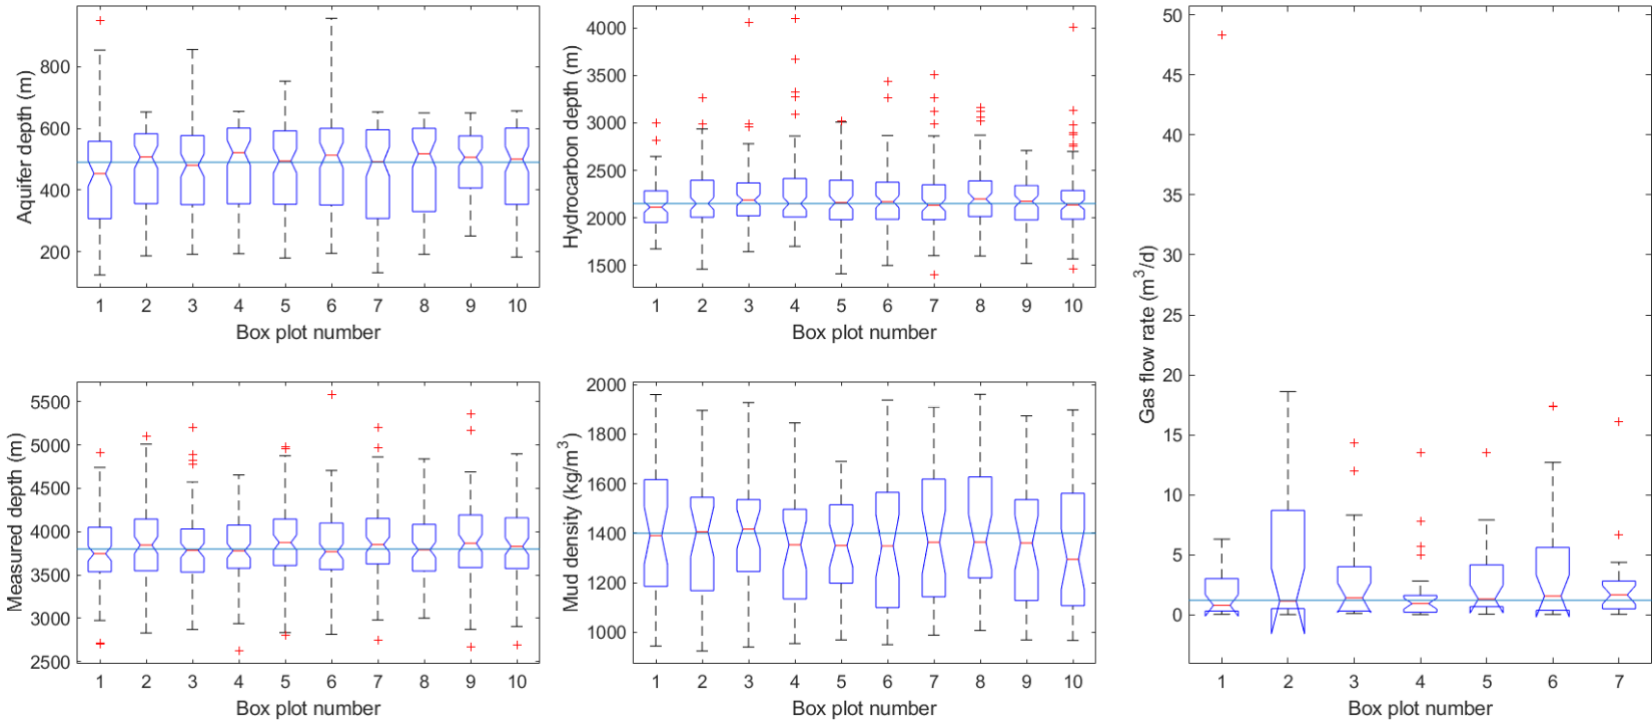 Aquifer depth (m)
800
600
400
200
1 2 3 4 5 6 7 8 9 10
Box plot number
Hydrocarbon depth (m)
4000
3500
3000
2500
2000
1500
1 2 3 4 5 6 7 8 9 10
Box plot number
Measured depth (m)
5500
5000
4500
4000
3500
3000
2500
1 2 3 4 5 6 7 8 9 10
Box plot number
Mud density (kg/m³)
2000
1800
1600
1400
1200
1000
1 2 3 4 5 6 7 8 9 10
Box plot number
Gas flow rate (m³/d)
50
45
40
35
30
25
20
15
10
5
0
1 2 3 4 5 6 7
Box plot number